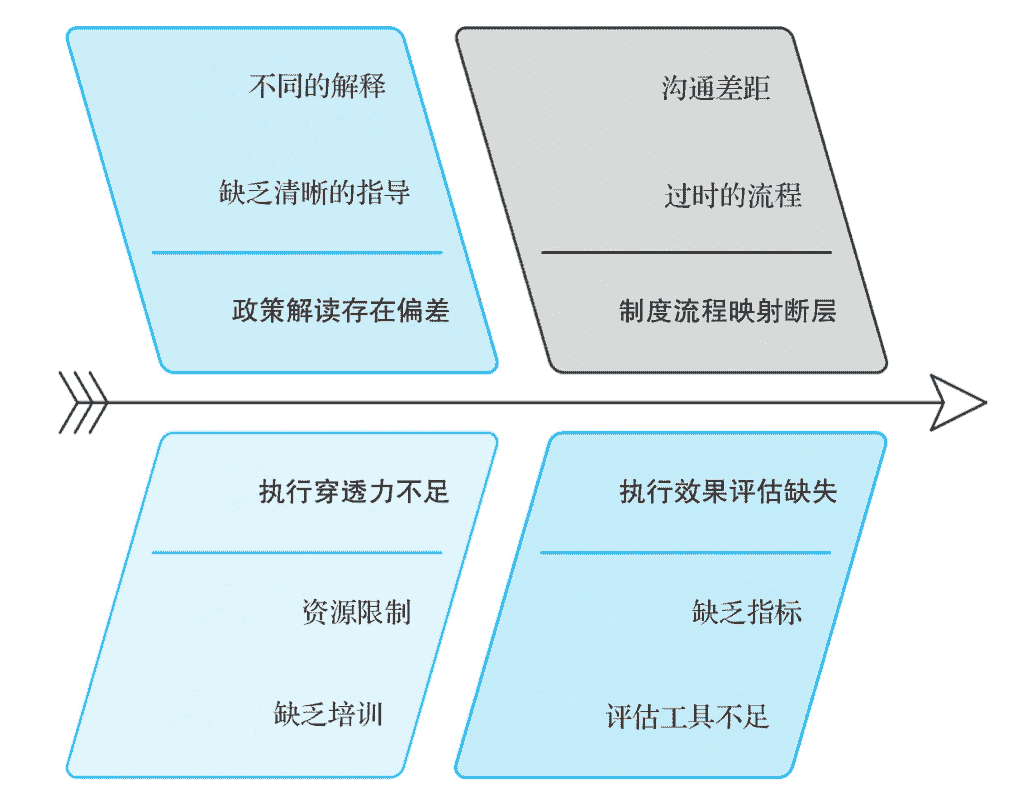 不同的解释
缺乏清晰的指导
政策解读存在偏差
沟通差距
过时的流程
制度流程映射断层
执行穿透力不足
资源限制
缺乏培训
执行效果评估缺失
缺乏指标
评估工具不足